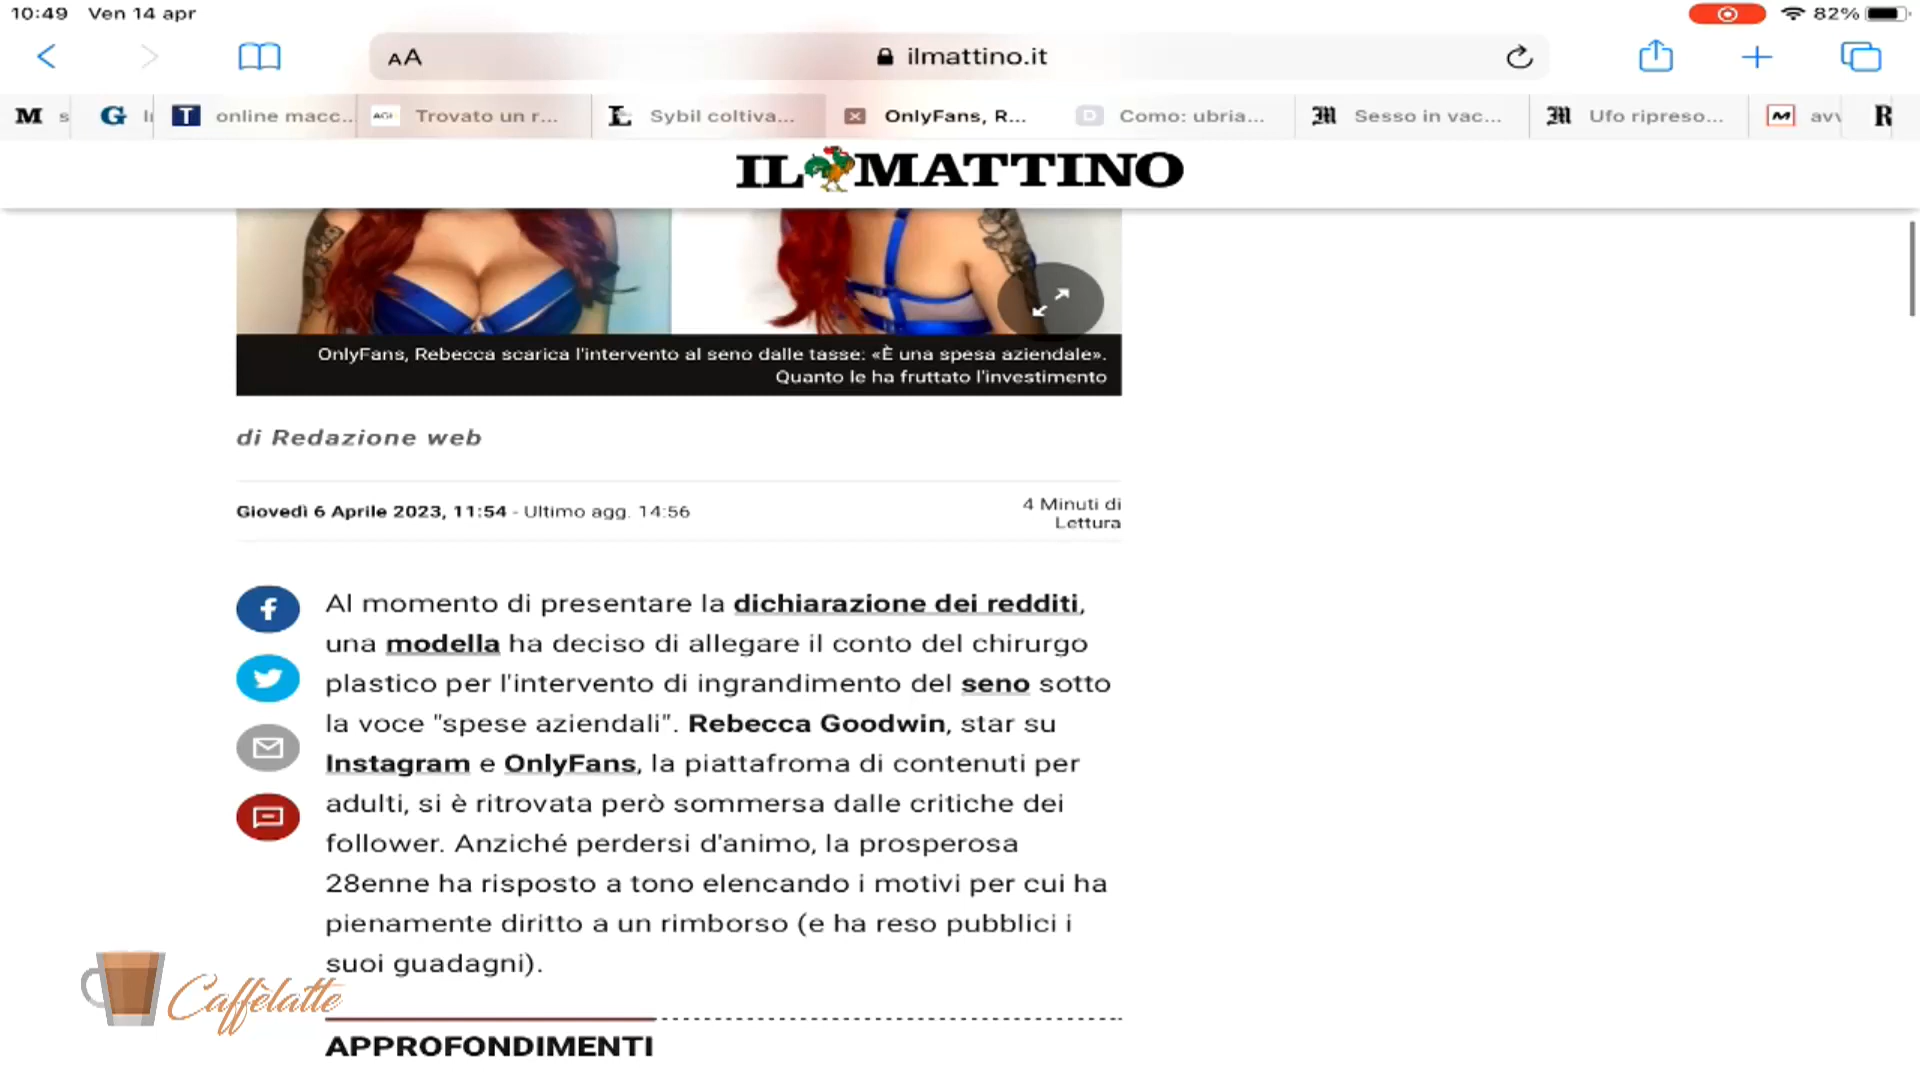 10:49 Ven 14 apr
82%
AA
ilmattino.it
M s
G
T online macc...
AGI Trovato un r...
L Sybil coltiva...
OnlyFans, R...
D Como: ubria...
M Sesso in vac...
M Ufo ripreso...
M avv
R
IL MATTINO
OnlyFans, Rebecca scarica l'intervento al seno dalle tasse: «È una spesa aziendale».
Quanto le ha fruttato l'investimento
di Redazione web
Giovedì 6 Aprile 2023, 11:54 - Ultimo agg. 14:56
4 Minuti di
Lettura
Al momento di presentare la dichiarazione dei redditi,
una modella ha deciso di allegare il conto del chirurgo
plastico per l'intervento di ingrandimento del seno sotto
la voce "spese aziendali". Rebecca Goodwin, star su
Instagram e OnlyFans, la piattafroma di contenuti per
adulti, si è ritrovata però sommersa dalle critiche dei
follower. Anziché perdersi d'animo, la prosperosa
28enne ha risposto a tono elencando i motivi per cui ha
pienamente diritto a un rimborso (e ha reso pubblici i
suoi guadagni).
Caffèlatte
APPROFONDIMENTI